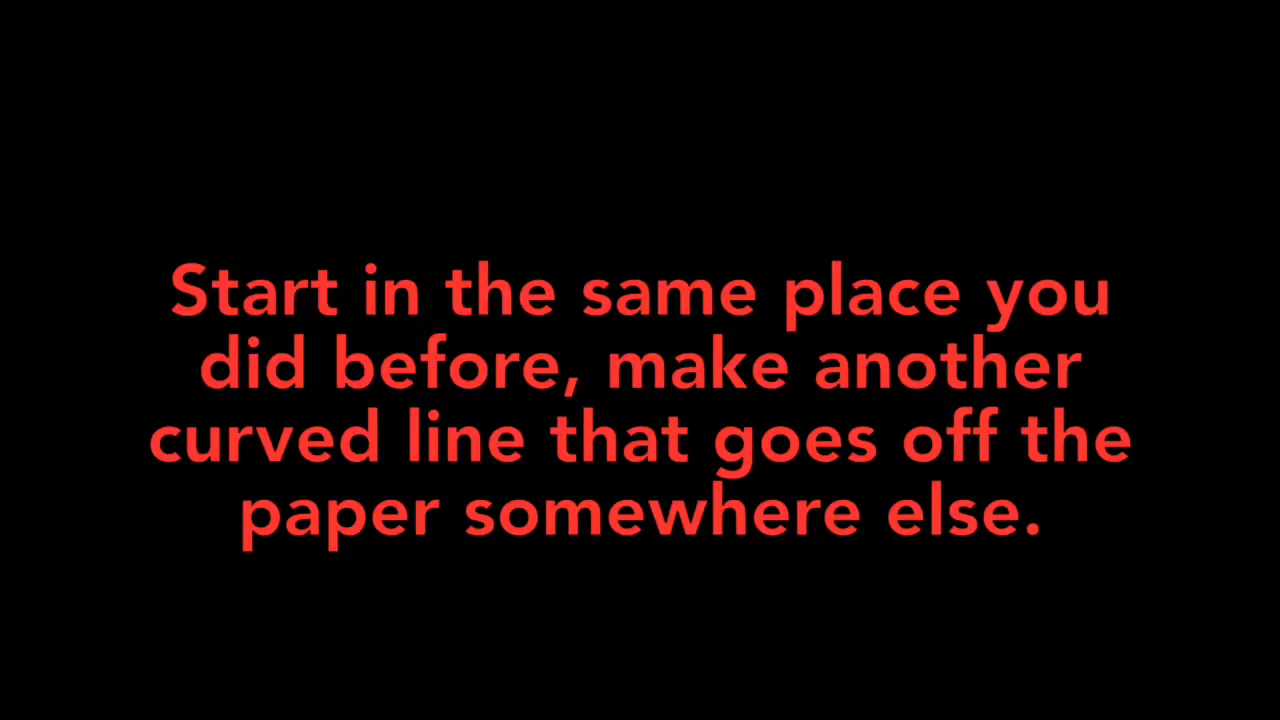 Start in the same place you
did before, make another
curved line that goes off the
paper somewhere else.